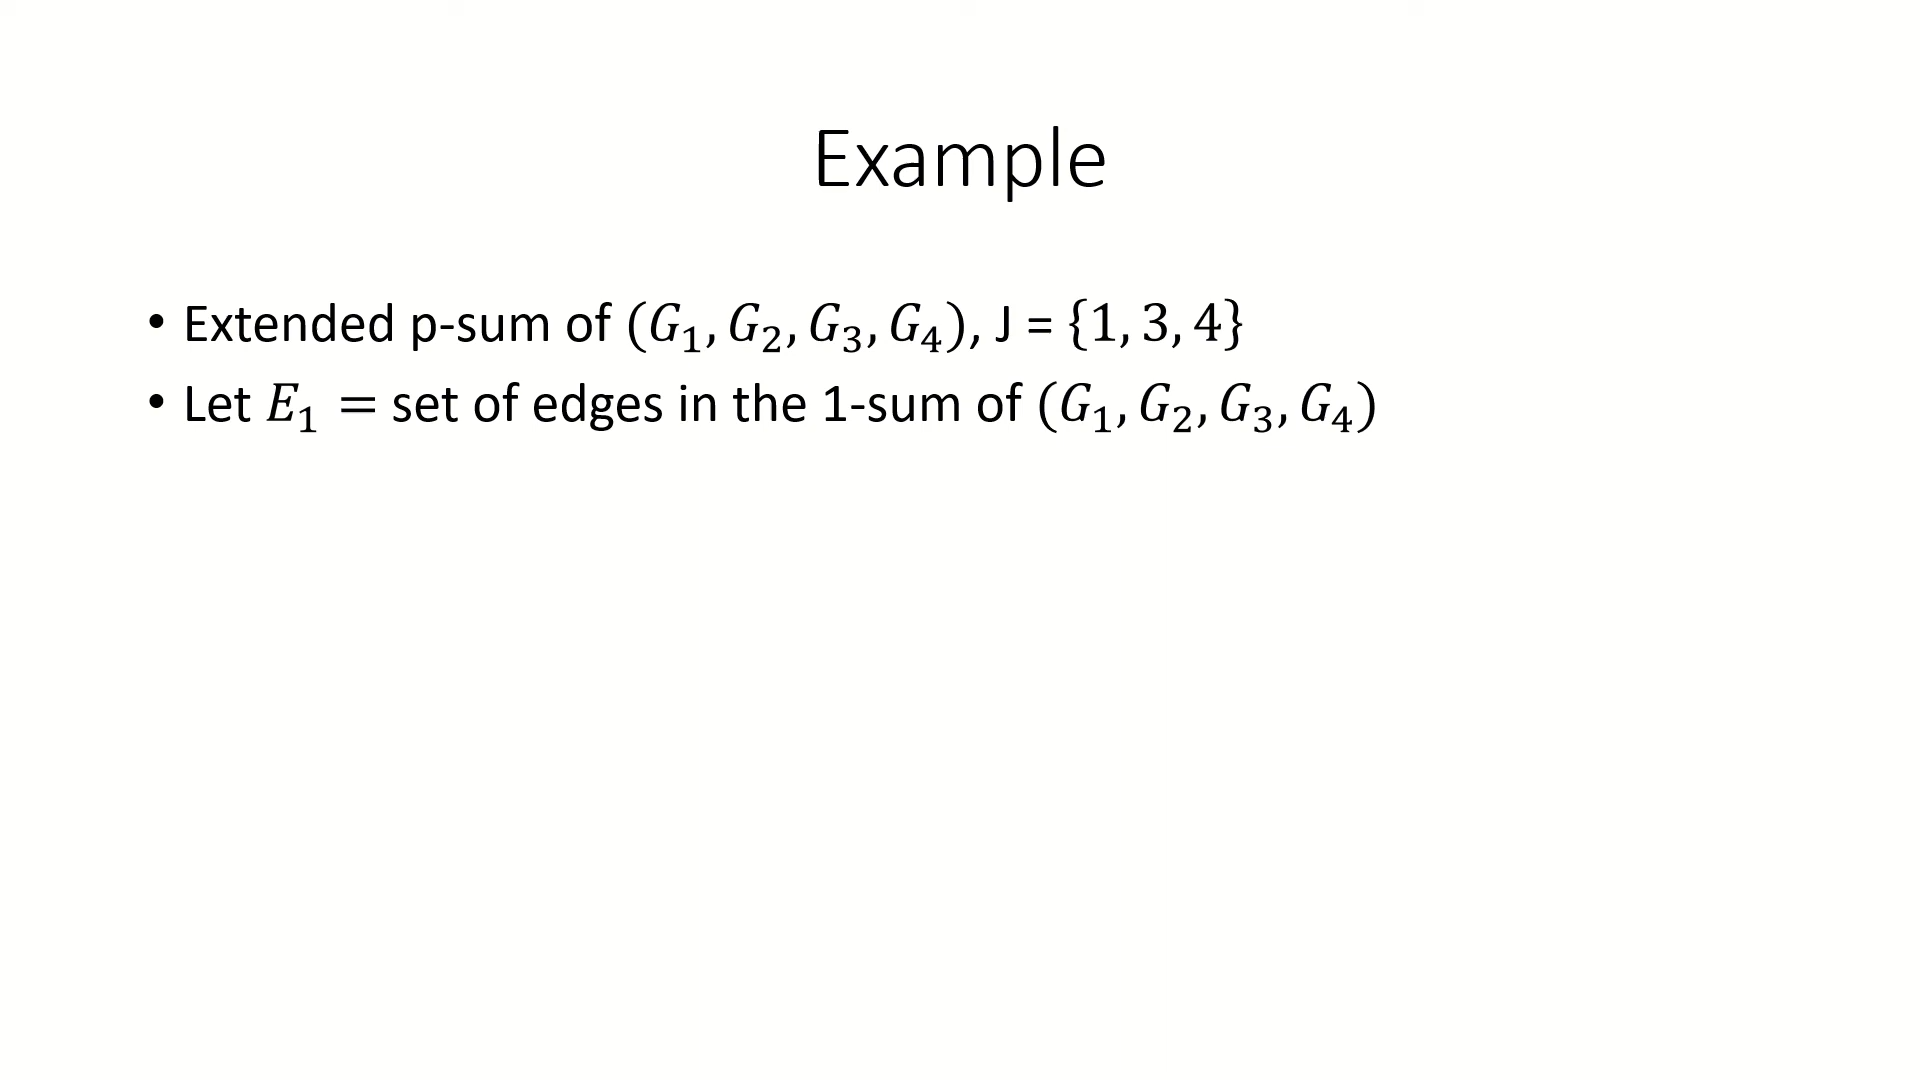 Example
• Extended p-sum of (G₁, G₂, G₃, G₄), J = {1, 3, 4}
• Let E₁ = set of edges in the 1-sum of (G₁, G₂, G₃, G₄)